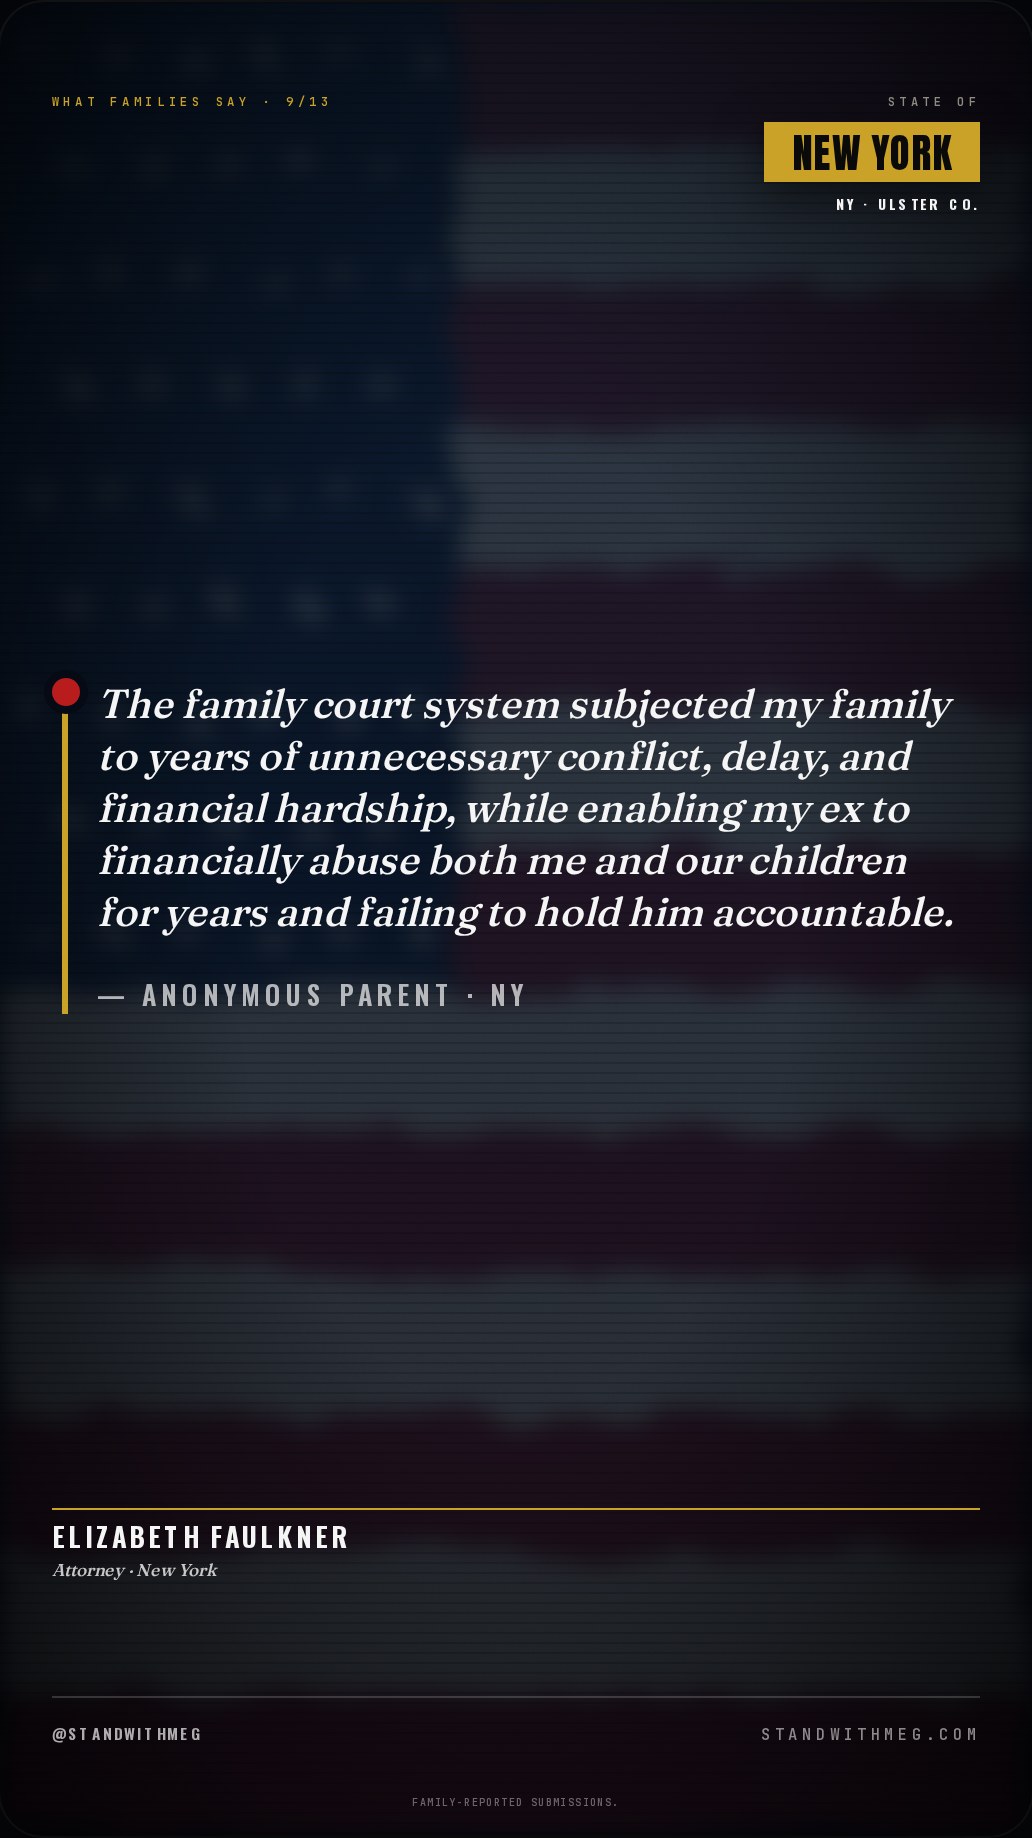 WHAT FAMILIES SAY · 9/13
STATE OF
NEW YORK
NY · ULSTER CO.
The family court system subjected my family
to years of unnecessary conflict, delay, and
financial hardship, while enabling my ex to
financially abuse both me and our children
for years and failing to hold him accountable.
— ANONYMOUS PARENT · NY
ELIZABETH FAULKNER
Attorney · New York
@STANDWITHMEG
STANDWITHMEG.COM
FAMILY-REPORTED SUBMISSIONS.